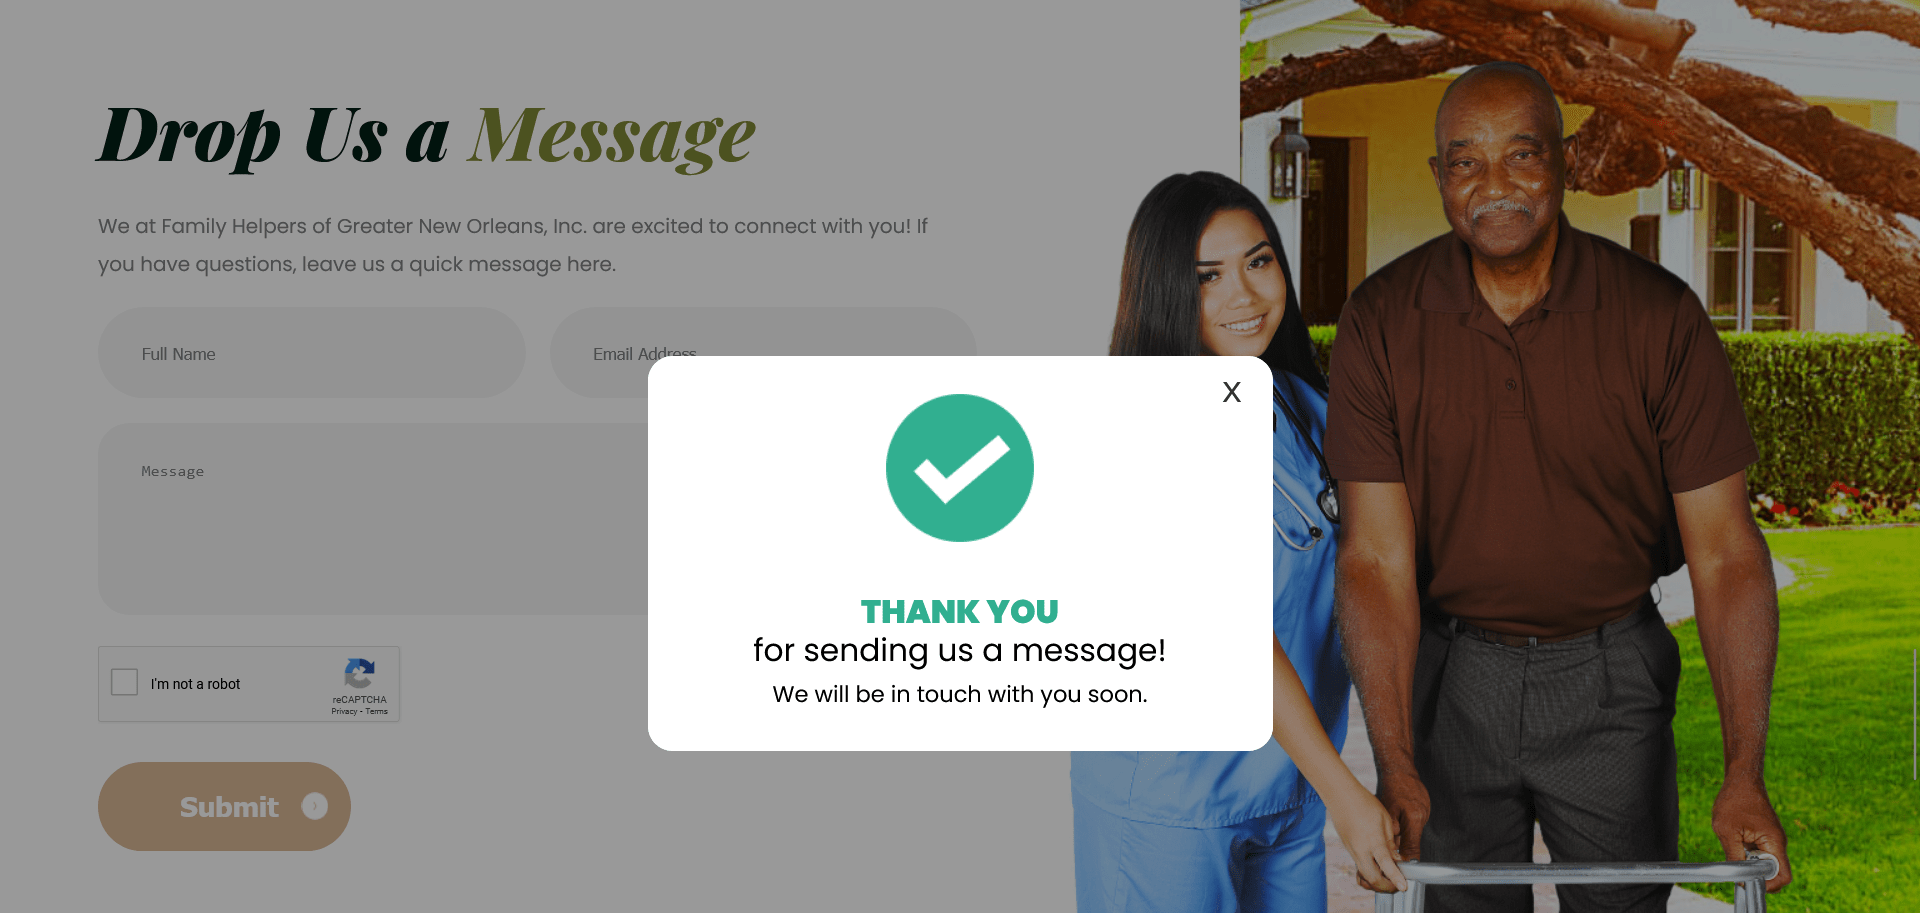 Drop Us a Message
We at Family Helpers of Greater New Orleans, Inc. are excited to connect with you! If
you have questions, leave us a quick message here.
Full Name
Email Address
Message
X
THANK YOU
for sending us a message!
We will be in touch with you soon.
I'm not a robot
reCAPTCHA
Privacy - Terms
Submit